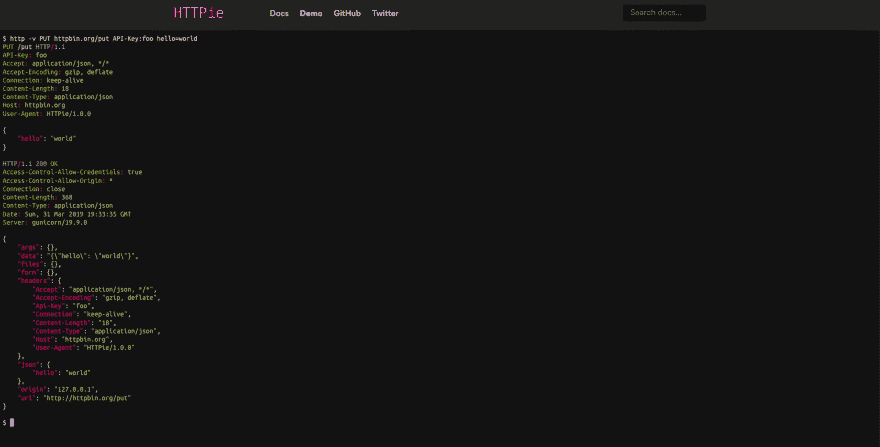 HTTPie Docs Demo GitHub Twitter Search docs...
$ http -v PUT httpbin.org/put API-Key:foo hello=world
PUT /put HTTP/1.1
API-Key: foo
Accept: application/json, */*
Accept-Encoding: gzip, deflate
Connection: keep-alive
Content-Length: 18
Content-Type: application/json
Host: httpbin.org
User-Agent: HTTPie/1.0.0
{
"hello": "world"
}
HTTP/1.1 200 OK
Access-Control-Allow-Credentials: true
Access-Control-Allow-Origin: *
Connection: close
Content-Length: 368
Content-Type: application/json
Date: Sun, 31 Mar 2019 19:33:35 GMT
Server: gunicorn/19.9.0
{
"args": {},
"data": "{\"hello\": \"world\"}",
"files": {},
"form": {},
"headers": {
"Accept": "application/json, */*",
"Accept-Encoding": "gzip, deflate",
"Api-Key": "foo",
"Connection": "keep-alive",
"Content-Length": "18",
"Content-Type": "application/json",
"Host": "httpbin.org",
"User-Agent": "HTTPie/1.0.0"
},
"json": {
"hello": "world"
},
"origin": "127.0.0.1",
"url": "http://httpbin.org/put"
}
$